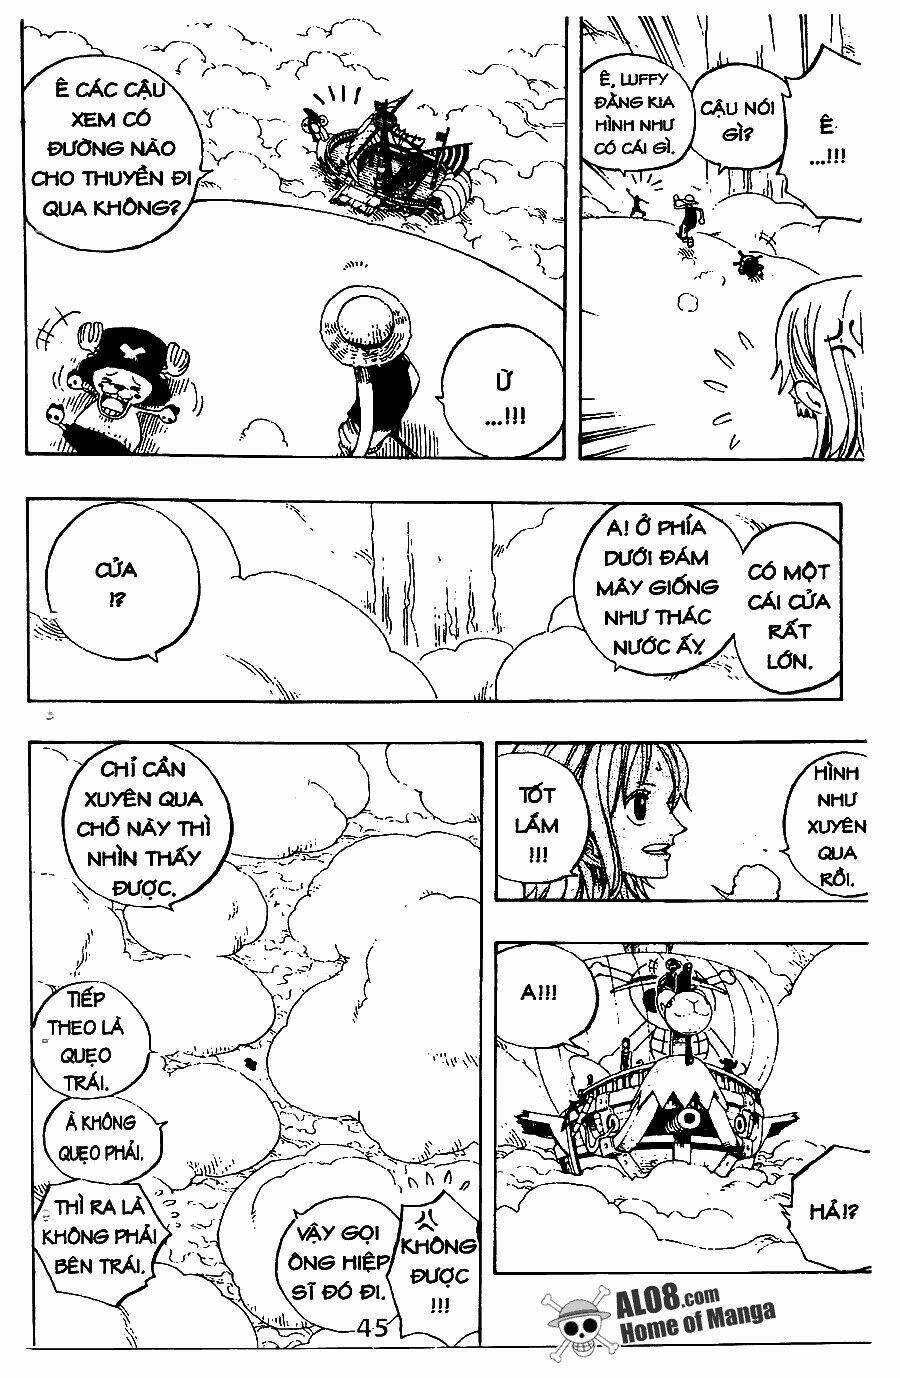 Ê
...!!!
CẬU NÓI
GÌ?
Ê, LUFFY
ĐẰNG KIA
HÌNH NHƯ
CÓ CÁI GÌ.
Ê CÁC CẬU
XEM CÓ
ĐƯỜNG NÀO
CHO THUYỀN ĐI
QUA KHÔNG?
Ừ
...!!!
CÓ MỘT
CÁI CỬA
RẤT
LỚN.
A! Ở PHÍA
DƯỚI ĐÁM
MÂY GIỐNG
NHƯ THÁC
NƯỚC ẤY.
CỬA
!?
HÌNH
NHƯ
XUYÊN
QUA
RỒI.
TỐT
LẮM
!!!
A!!!
HẢ!?
CHỈ CẦN
XUYÊN QUA
CHỖ NÀY THÌ
NHÌN THẤY
ĐƯỢC.
TIẾP
THEO LÀ
QUẸO
TRÁI.
À KHÔNG
QUẸO PHẢI.
THÌ RA LÀ
KHÔNG PHẢI
BÊN TRÁI.
VẬY GỌI
ÔNG HIỆP
SĨ ĐÓ ĐI.
KHÔNG
ĐƯỢC
!!!
45
ALO8.com
Home of Manga